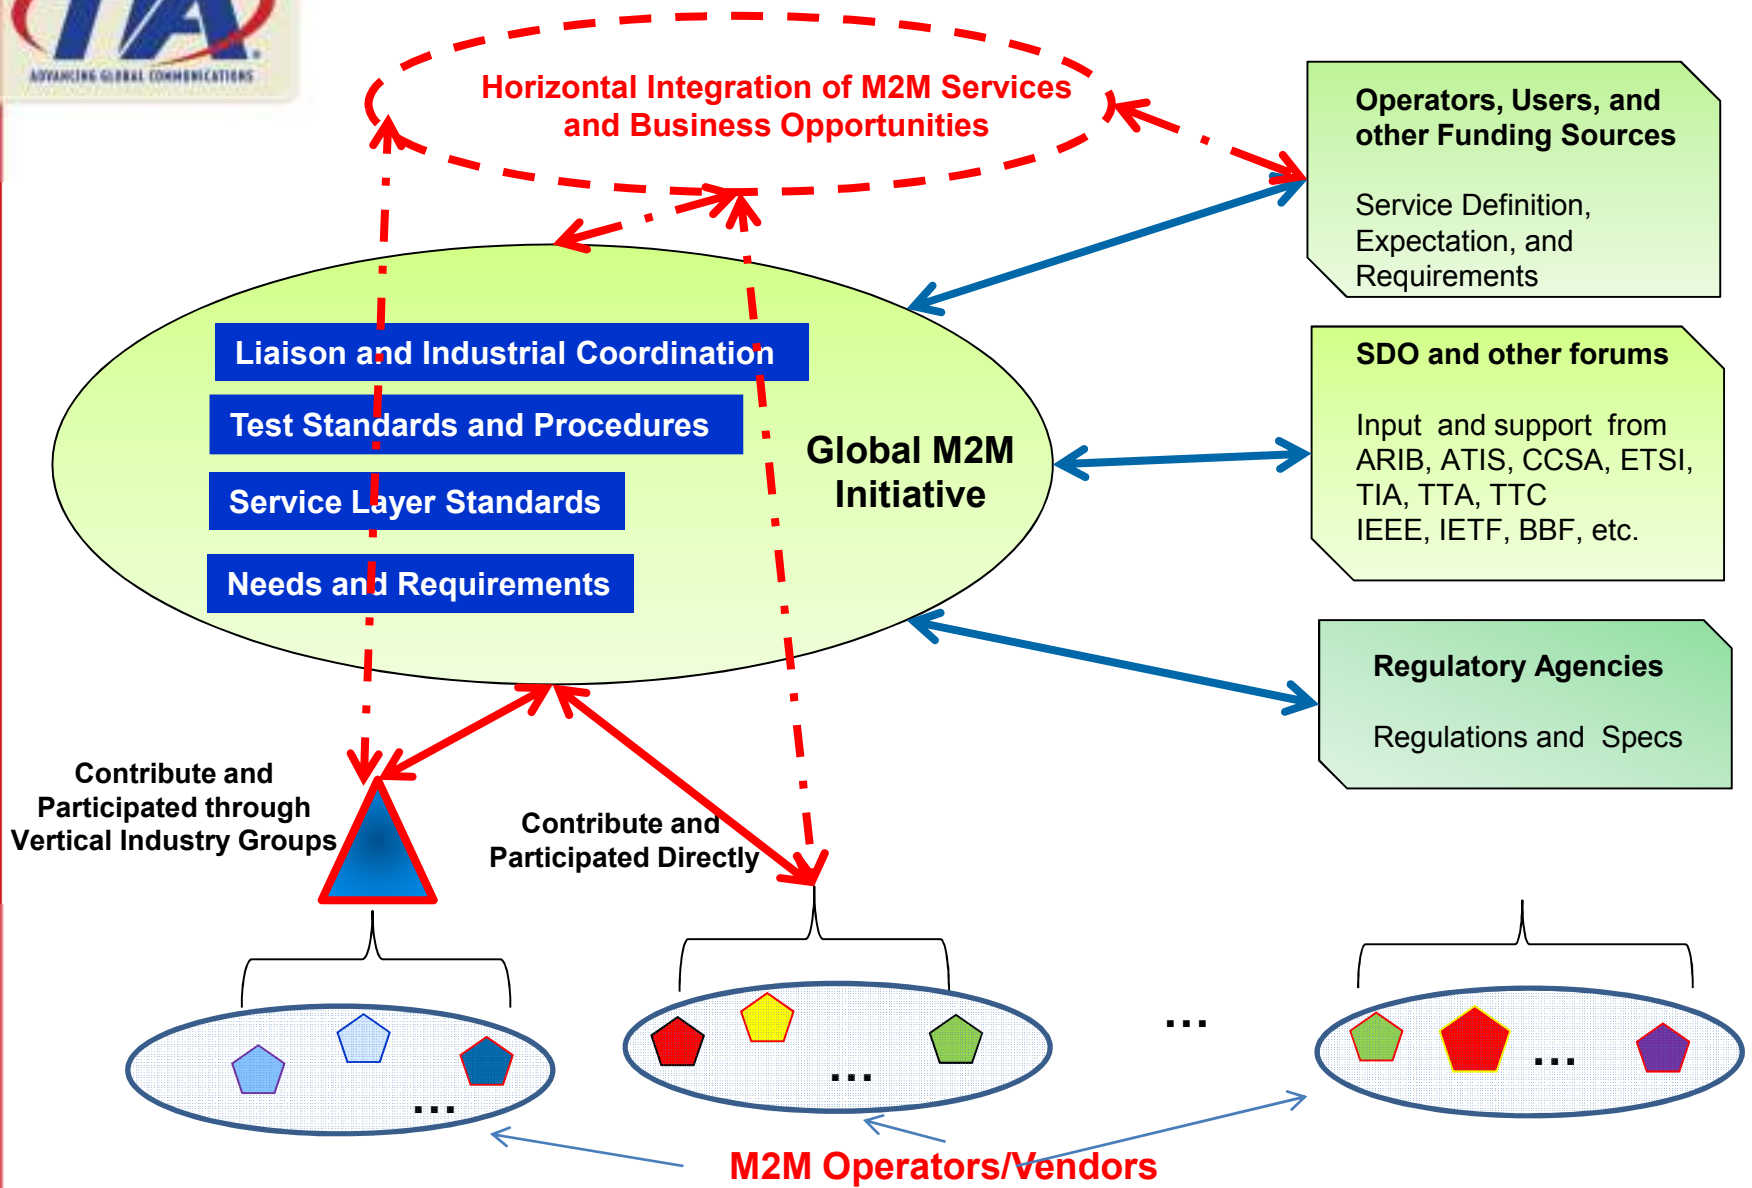 TIA
ADVANCING GLOBAL COMMUNICATIONS
Horizontal Integration of M2M Services
and Business Opportunities
Operators, Users, and
other Funding Sources
Service Definition,
Expectation, and
Requirements
Liaison and Industrial Coordination
Test Standards and Procedures
Service Layer Standards
Needs and Requirements
Global M2M
Initiative
SDO and other forums
Input and support from
ARIB, ATIS, CCSA, ETSI,
TIA, TTA, TTC
IEEE, IETF, BBF, etc.
Regulatory Agencies
Regulations and Specs
Contribute and
Participated through
Vertical Industry Groups
Contribute and
Participated Directly
...
...
...
...
M2M Operators/Vendors